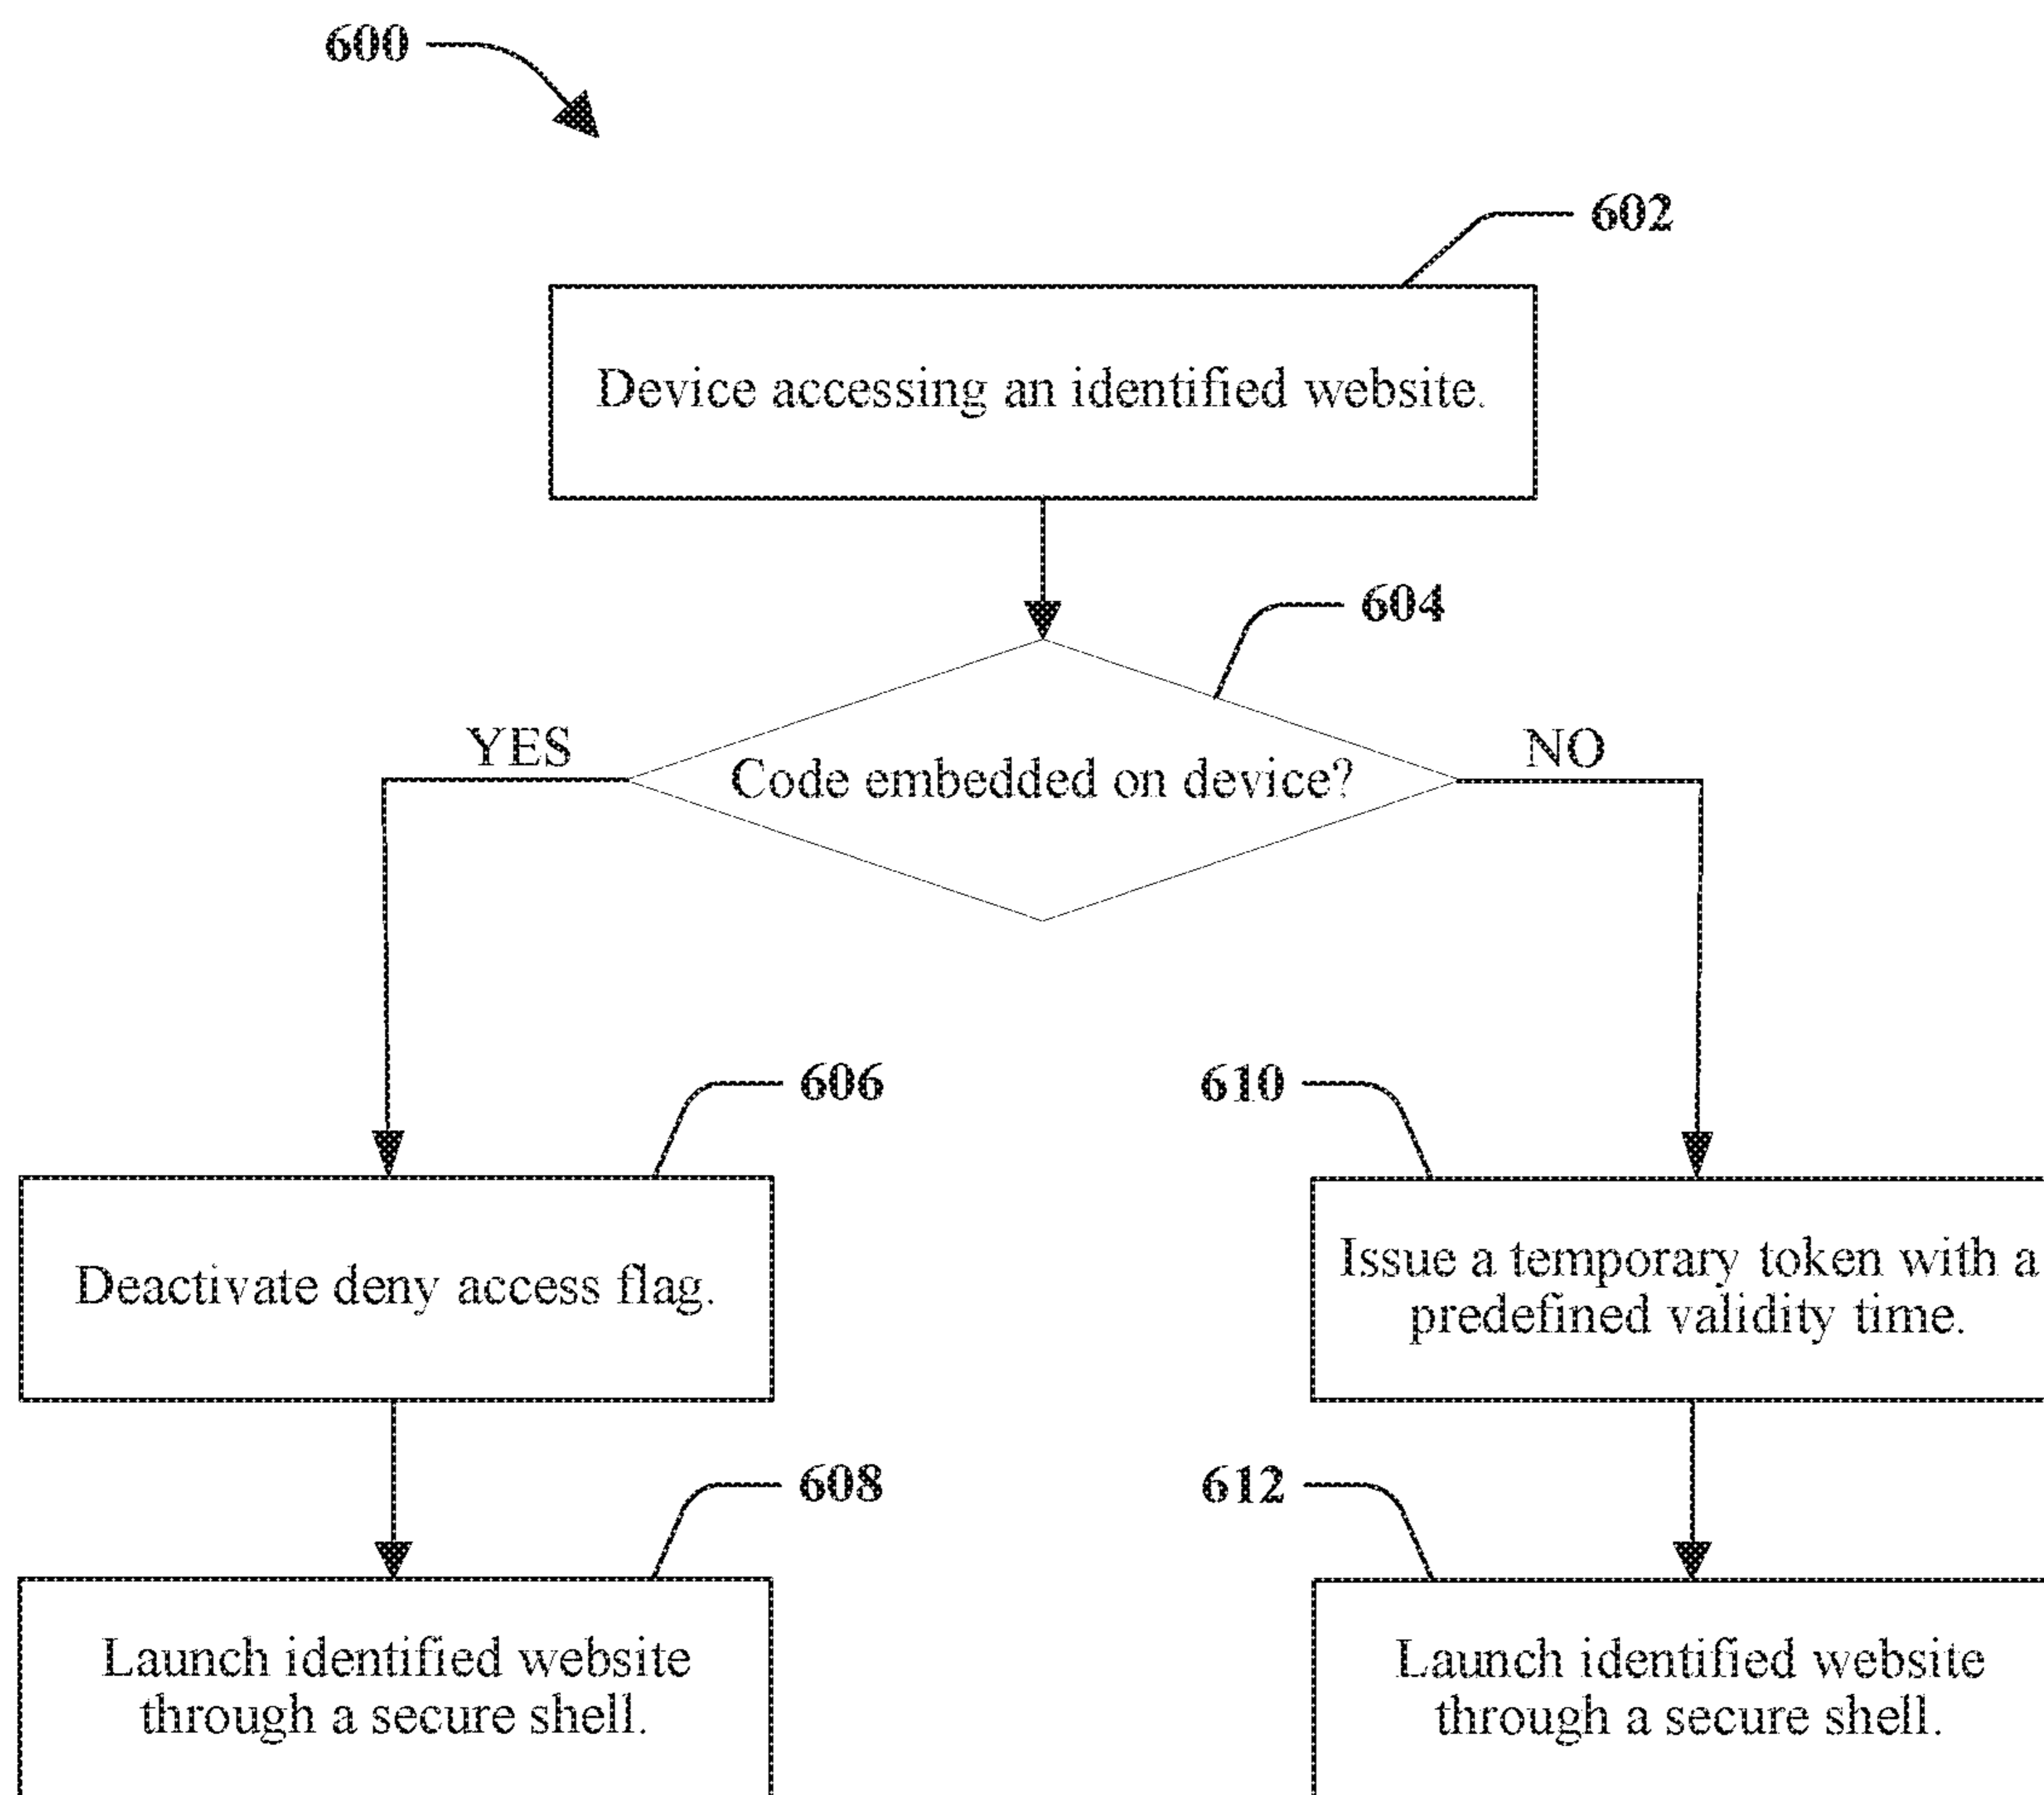 600
602
Device accessing an identified website.
604
YES
NO
Code embedded on device?
606
610
Deactivate deny access flag.
Issue a temporary token with a
predefined validity time.
608
612
Launch identified website
through a secure shell.
Launch identified website
through a secure shell.